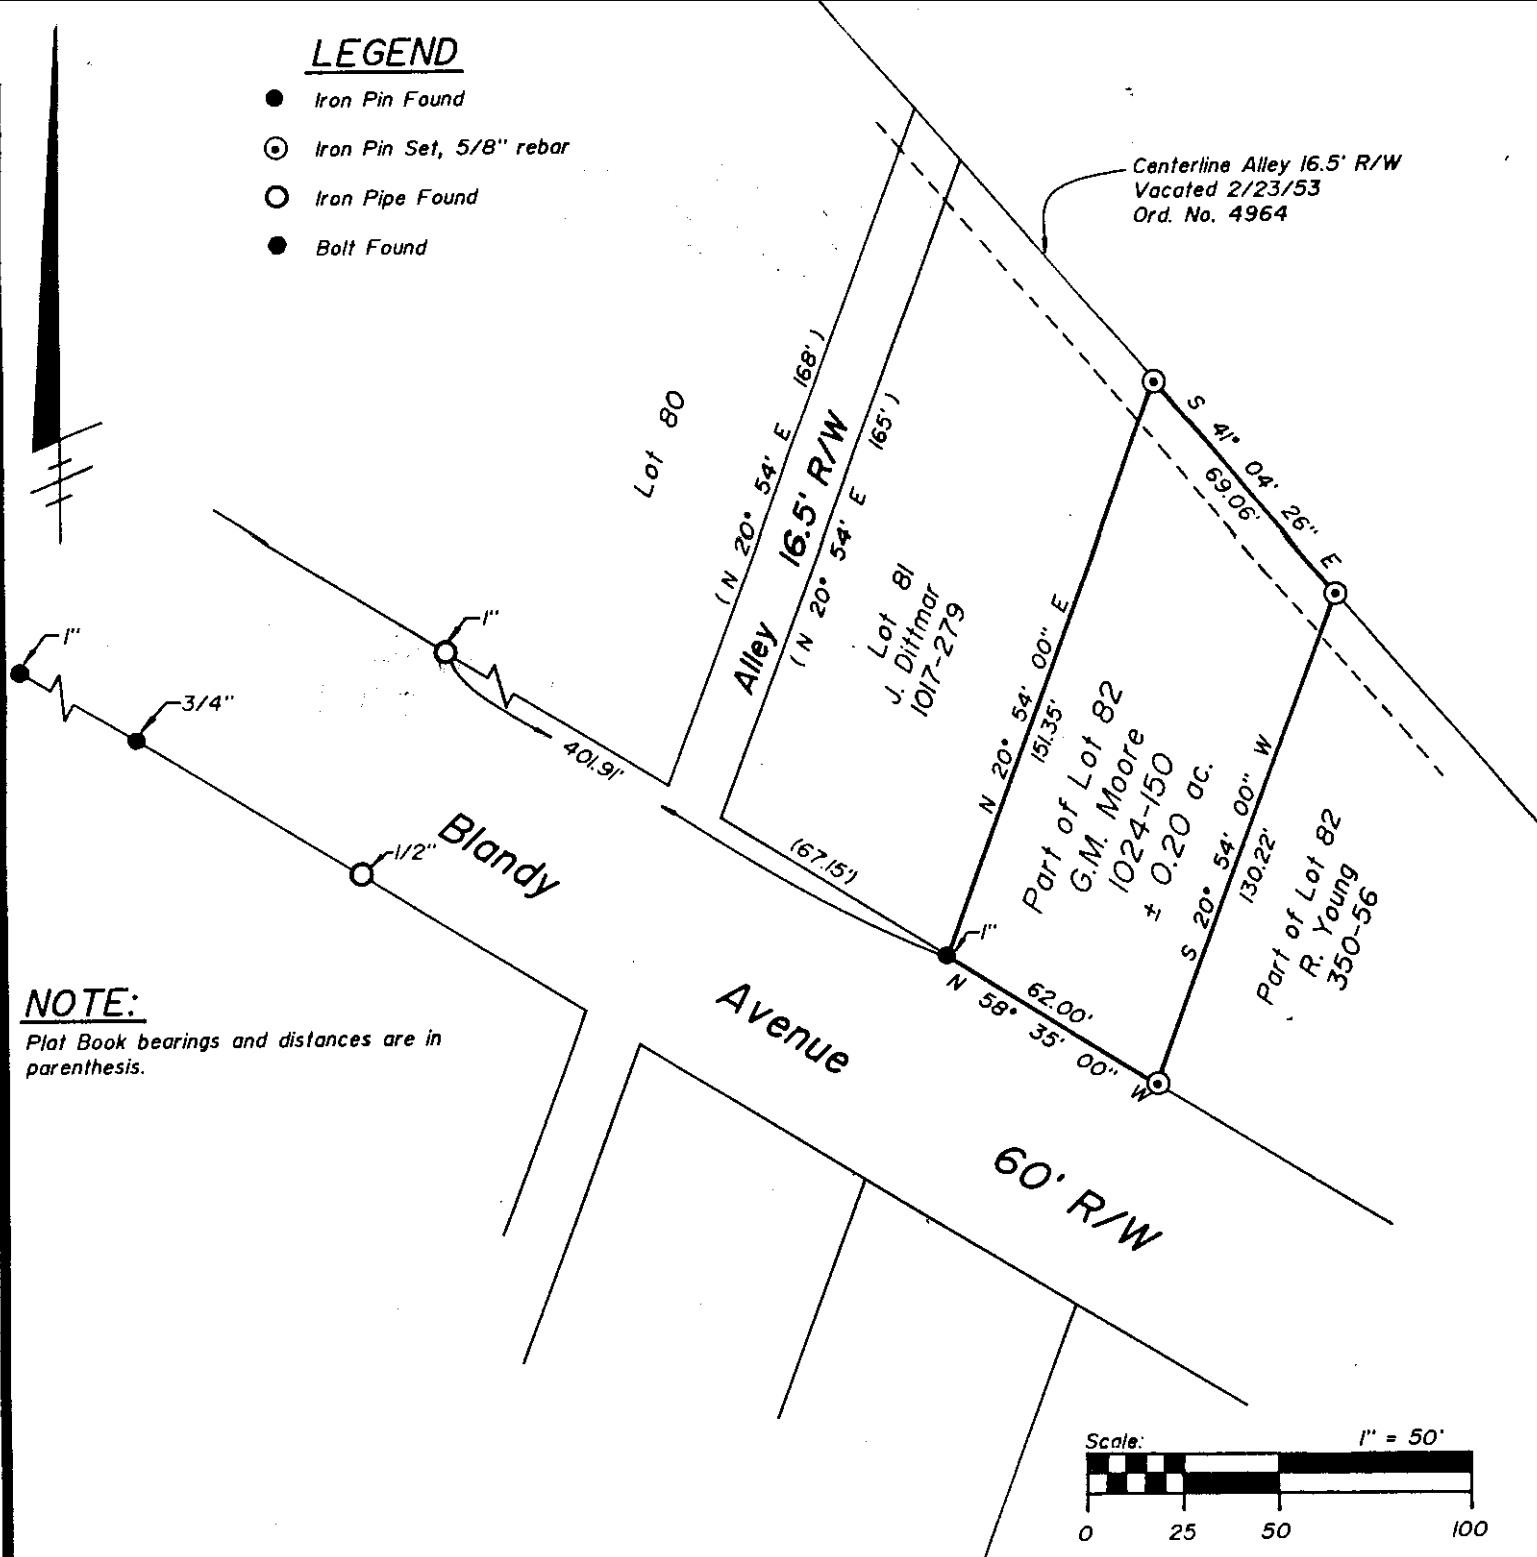 LEGEND
Iron Pin Found
Iron Pin Set, 5/8" rebar
Iron Pipe Found
Bolt Found
Centerline Alley 16.5' R/W
Vacated 2/23/53
Ord. No. 4964
Lot 80
( N 20° 54' E 168' )
Alley 16.5' R/W
( N 20° 54' E 165' )
Lot 81
J. Dittmar
1017-279
S 41° 04' 26" E
69.06'
N 20° 54' 00" E
151.35'
Part of Lot 82
G.M. Moore
1024-150
± 0.20 ac.
S 20° 54' 00" W
130.22'
Part of Lot 82
R. Young
350-56
1"
1"
3/4"
401.91'
1/2"
(67.15')
1"
62.00'
N 58° 35' 00" W
Blandy
Avenue
60' R/W
NOTE:
Plat Book bearings and distances are in
parenthesis.
Scale: 1" = 50'
0 25 50 100